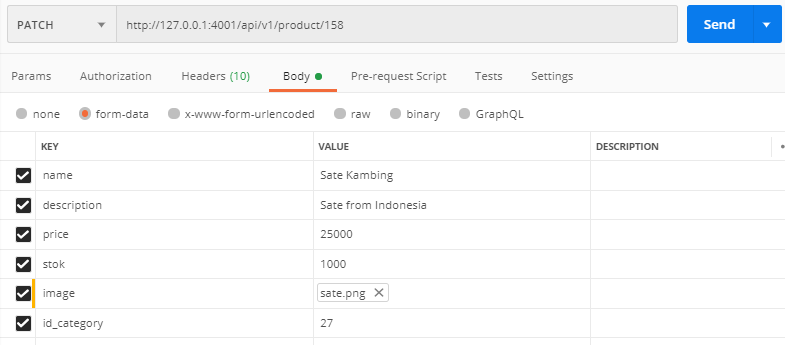 PATCH http://127.0.0.1:4001/api/v1/product/158 Send
Params Authorization Headers (10) Body Pre-request Script Tests Settings
none form-data x-www-form-urlencoded raw binary GraphQL
KEY VALUE DESCRIPTION
name Sate Kambing
description Sate from Indonesia
price 25000
stok 1000
image sate.png
id_category 27